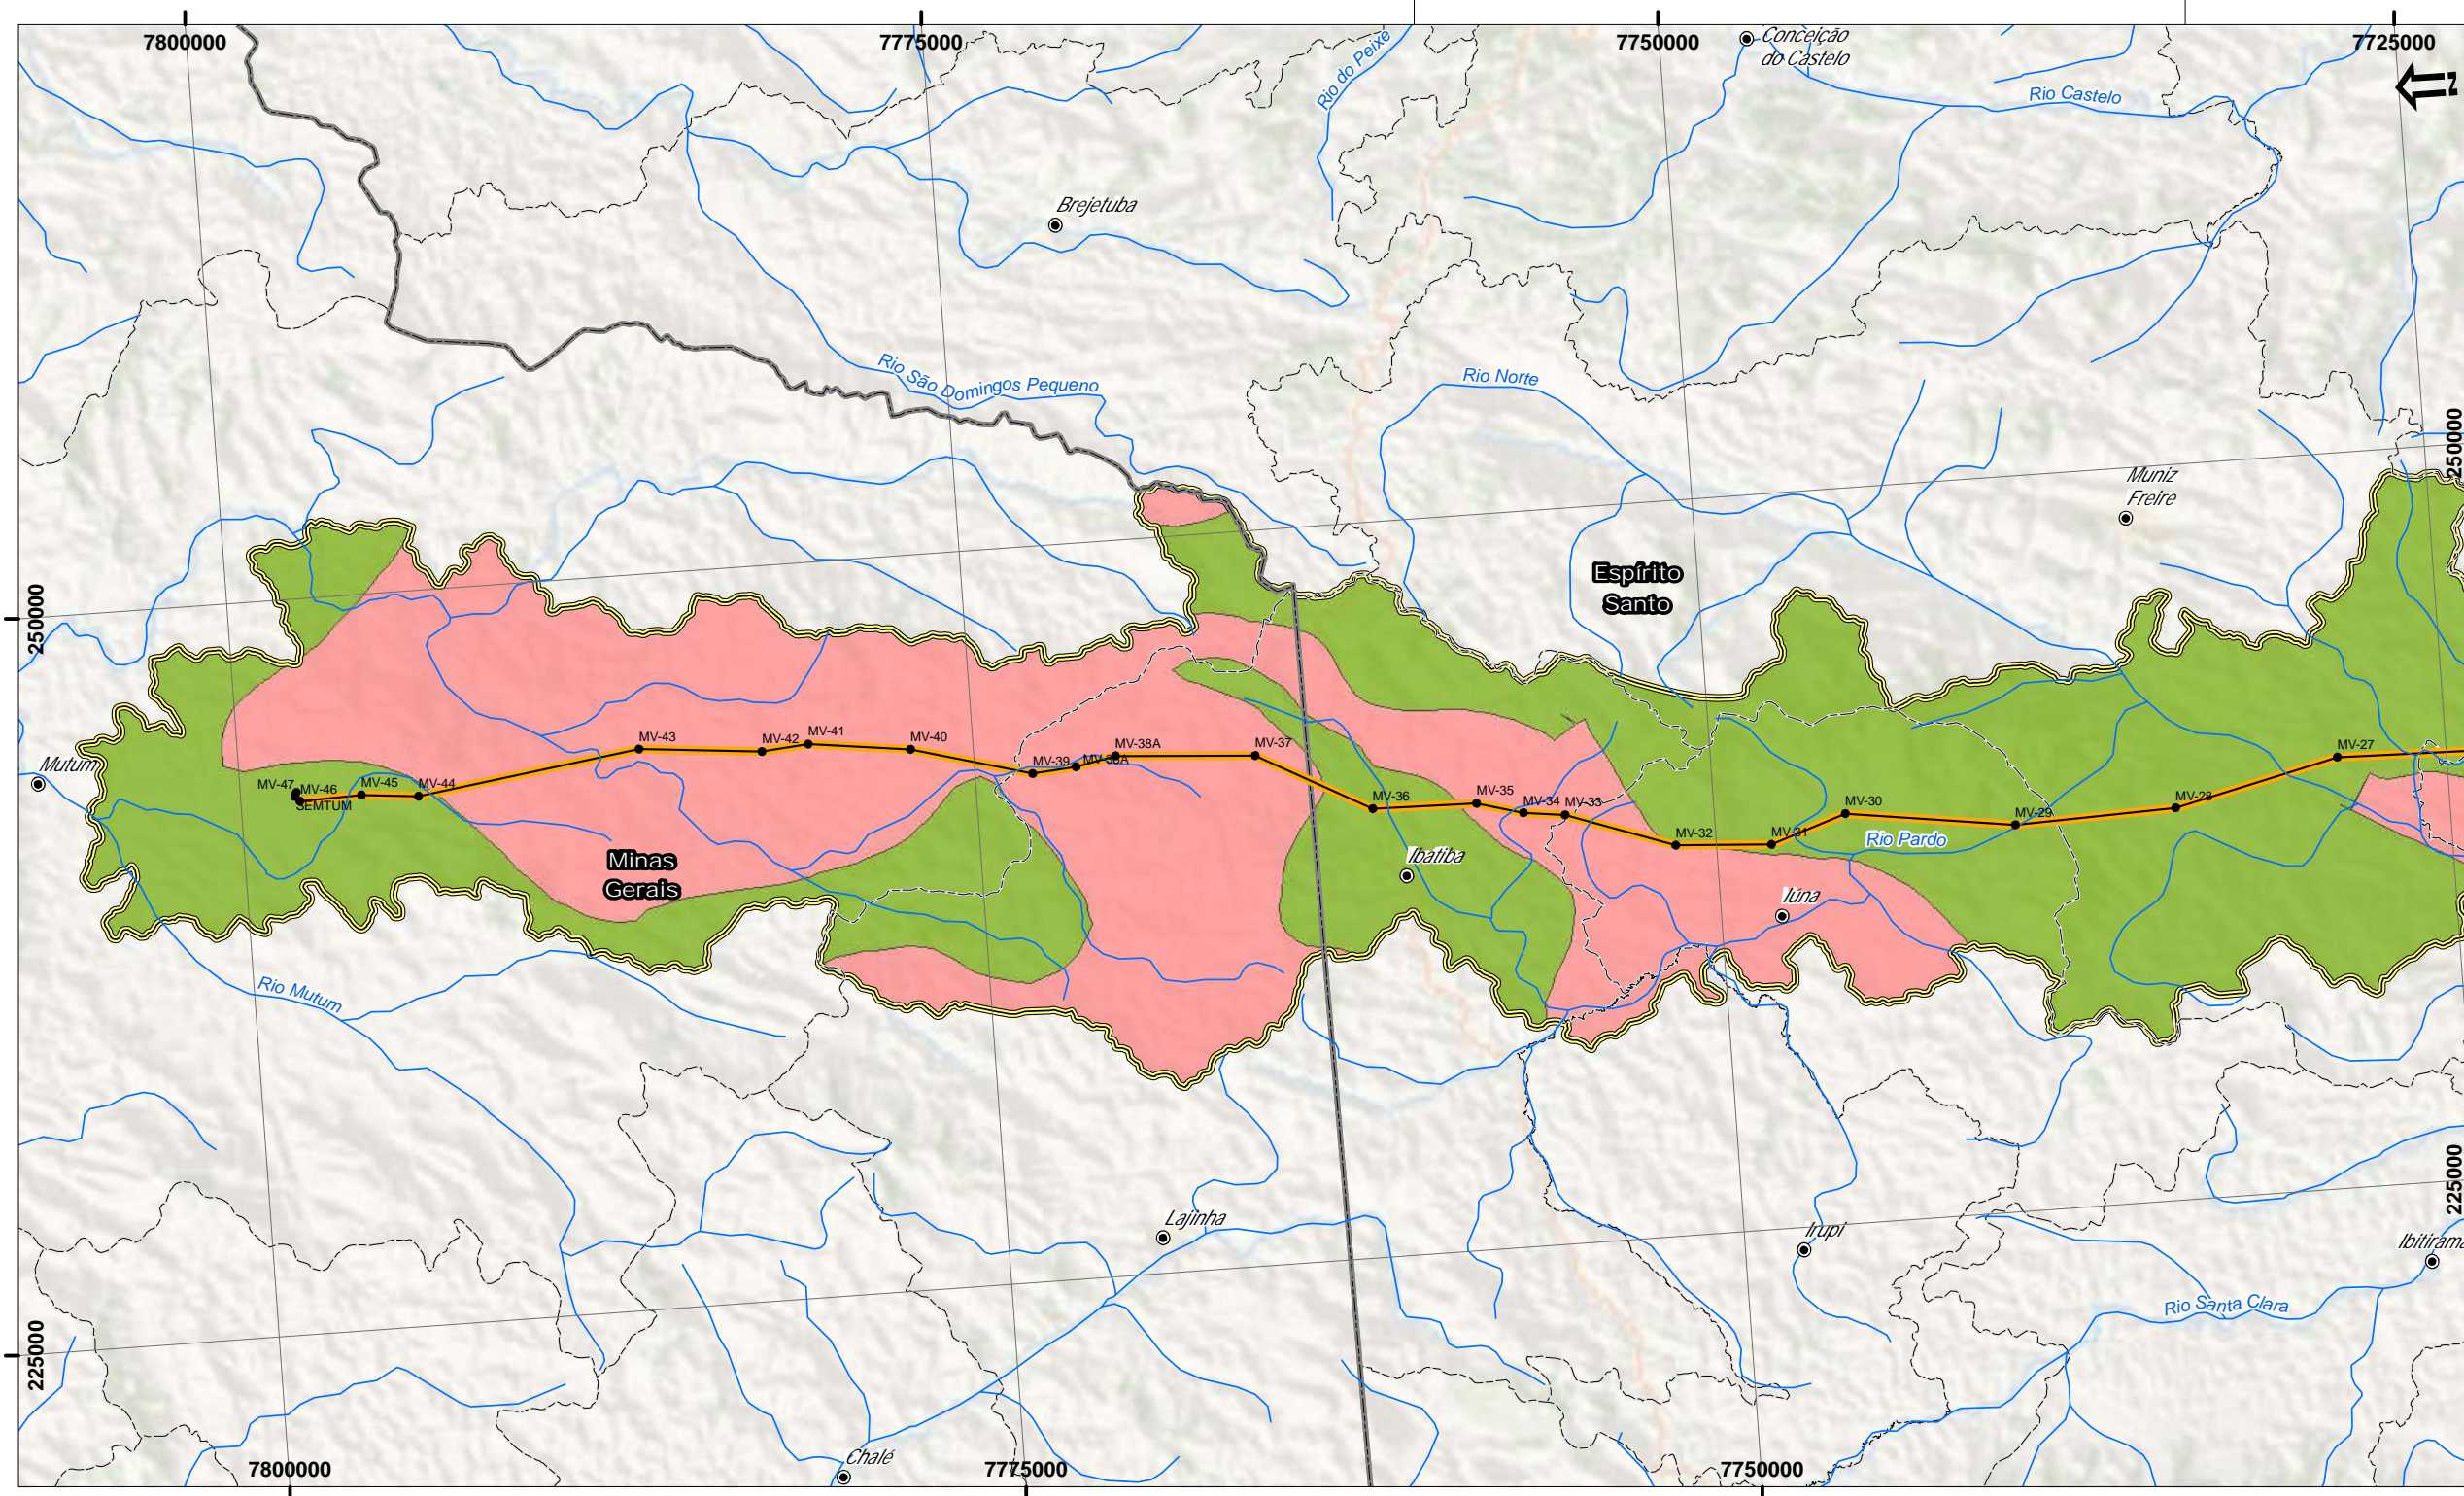 7800000
7775000
7750000
7725000
Conceição
do Castelo
Rio do Peixe
Rio Castelo
N
Brejetuba
Rio São Domingos Pequeno
Rio Norte
250000
Muniz
Freire
Espírito
Santo
250000
Mutum
MV-47
MV-46
SEMTUM
MV-45
MV-44
MV-43
MV-42
MV-41
MV-40
MV-39
MV-38A
MV-37
MV-36
MV-35
MV-34
MV-33
MV-32
MV-31
MV-30
MV-29
MV-28
MV-27
Rio Pardo
Minas
Gerais
Ibatiba
Iúna
Rio Mutum
Lajinha
Irupi
225000
Ibitirama
Rio Santa Clara
225000
Chalé
7800000
7775000
7750000